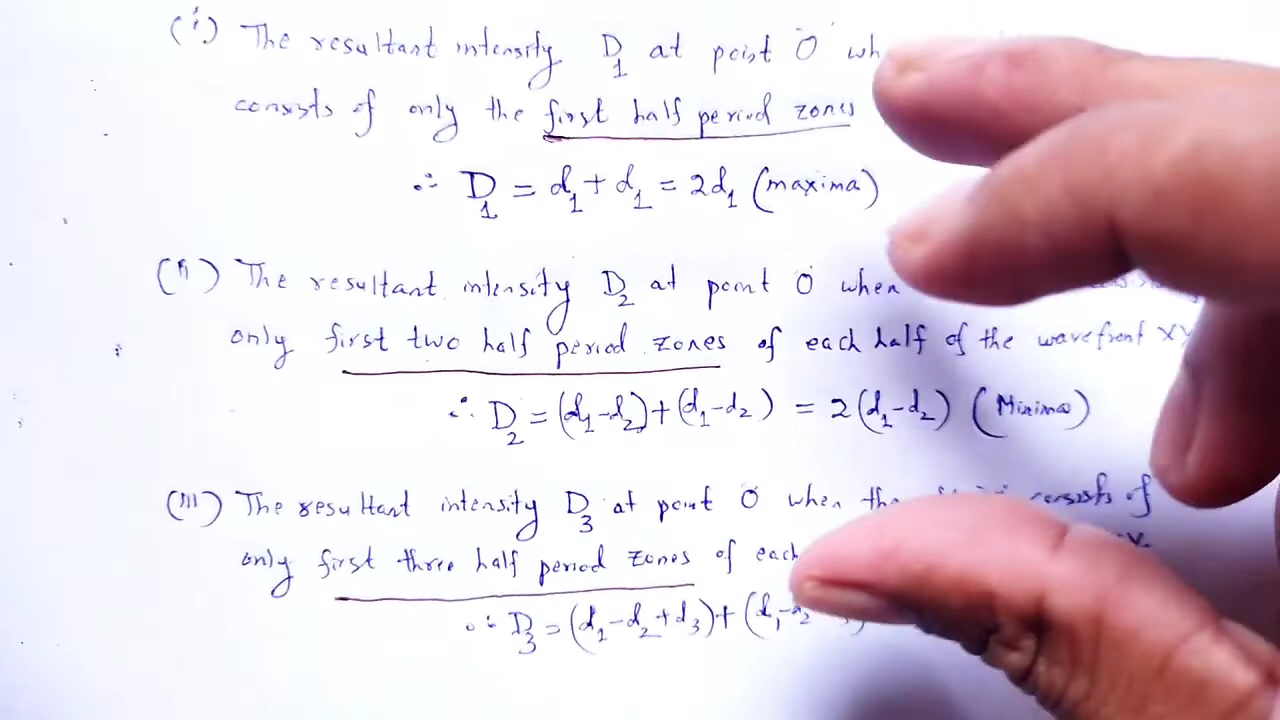 (i) The resultant intensity D1 at point O wh
consists of only the first half period zones
∴ D1 = d1 + d1 = 2d1 (maxima)
(ii) The resultant intensity D2 at point O when
only first two half period zones of each half of the wavefront XY
∴ D2 = (d1-d2)+(d1-d2) = 2(d1-d2) (Minima)
(iii) The resultant intensity D3 at point O when the consists of
only first three half period zones of each
∴ D3 = (d1-d2+d3)+(d1-d2